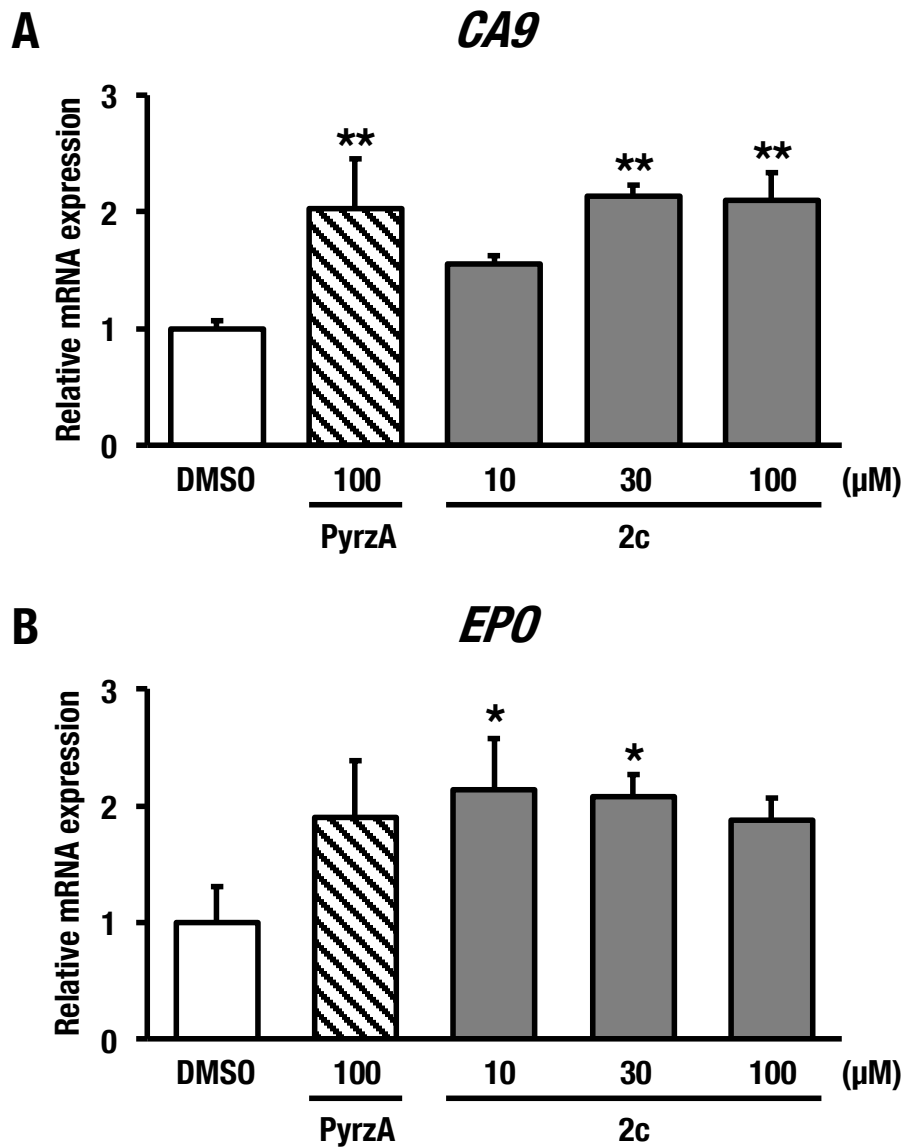 A
CA9
Relative mRNA expression
3
2
1
0
**
**
**
DMSO 100 10 30 100 (µM)
PyrzA 2c
B
EPO
Relative mRNA expression
3
2
1
0
*
*
DMSO 100 10 30 100 (µM)
PyrzA 2c